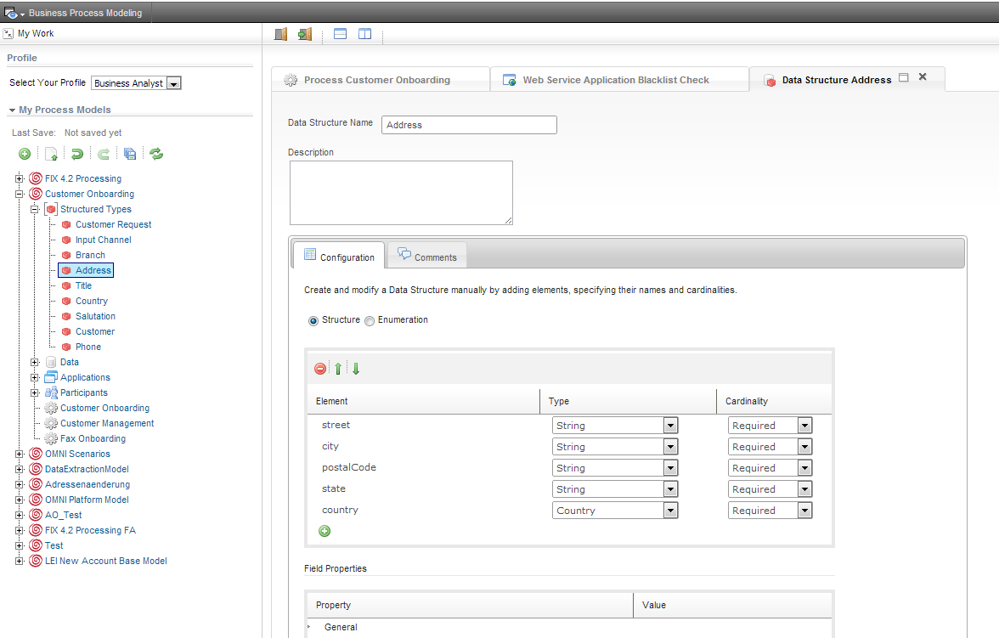 Business Process Modeling
My Work
Profile
Select Your Profile Business Analyst
My Process Models
Last Save: Not saved yet
FIX 4.2 Processing
Customer Onboarding
Structured Types
Customer Request
Input Channel
Branch
Address
Title
Country
Salutation
Customer
Phone
Data
Applications
Participants
Customer Onboarding
Customer Management
Fax Onboarding
OMNI Scenarios
DataExtractionModel
Adressenaenderung
OMNI Platform Model
AO_Test
FIX 4.2 Processing FA
Test
LEI New Account Base Model
Process Customer Onboarding
Web Service Application Blacklist Check
Data Structure Address
Data Structure Name Address
Description
Configuration
Comments
Create and modify a Data Structure manually by adding elements, specifying their names and cardinalities.
Structure Enumeration
Element Type Cardinality
street String Required
city String Required
postalCode String Required
state String Required
country Country Required
Field Properties
Property Value
General